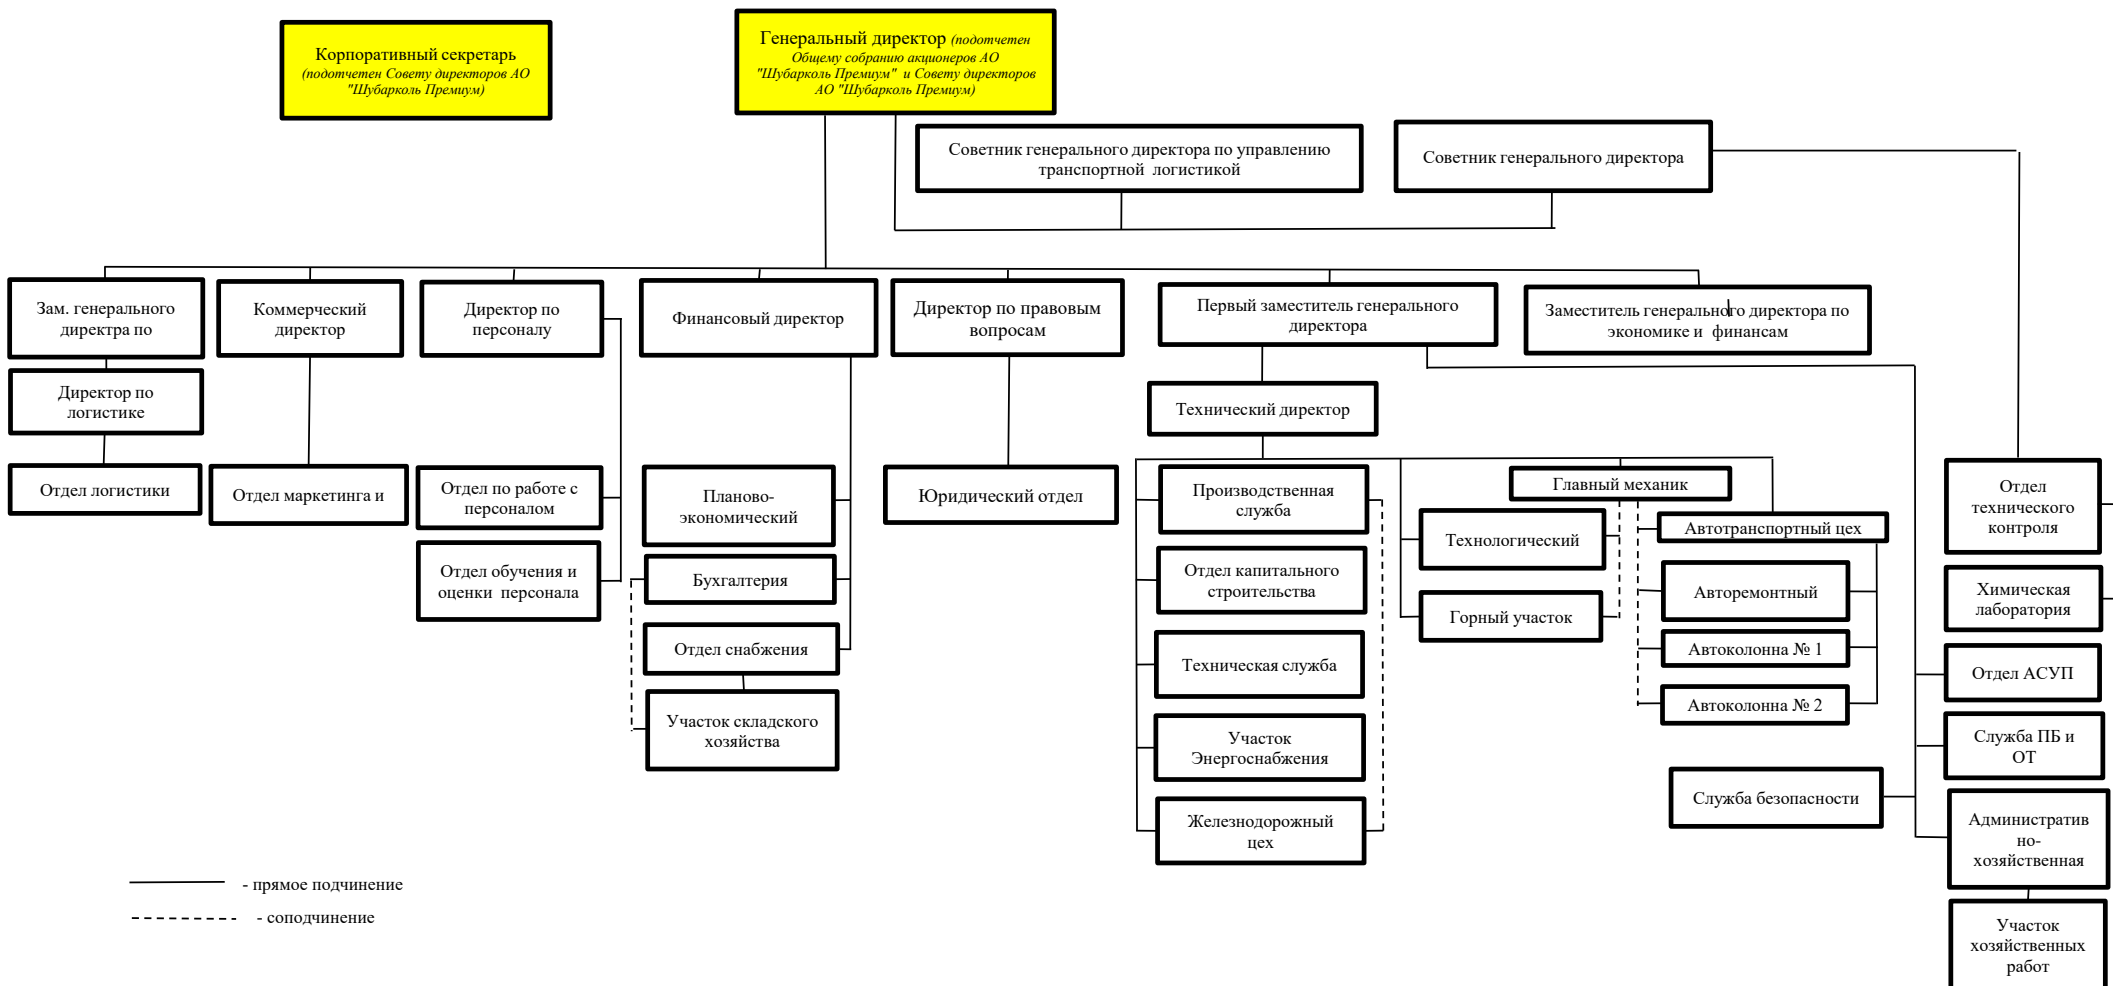 Корпоративный секретарь
(подотчетен Совету директоров АО
"Шубарколь Премиум)
Генеральный директор (подотчетен
Общему собранию акционеров АО
"Шубарколь Премиум" и Совету директоров
АО "Шубарколь Премиум)
Советник генерального директора по управлению
транспортной логистикой
Советник генерального директора
Зам. генерального
директра по
Коммерческий
директор
Директор по
персоналу
Финансовый директор
Директор по правовым
вопросам
Первый заместитель генерального
директора
Заместитель генерального директора по
экономике и финансам
Директор по
логистике
Технический директор
Отдел логистики
Отдел маркетинга и
Отдел по работе с
персоналом
Планово-
экономический
Юридический отдел
Производственная
служба
Главный механик
Отдел
технического
контроля
Технологический
Автотранспортный цех
Отдел обучения и
оценки персонала
Бухгалтерия
Отдел капитального
строительства
Горный участок
Авторемонтный
Химическая
лаборатория
Отдел снабжения
Техническая служба
Автоколонна № 1
Отдел АСУП
Автоколонна № 2
Участок складского
хозяйства
Участок
Энергоснабжения
Служба ПБ и
ОТ
Служба безопасности
Железнодорожный
цех
Административ
но-
хозяйственная
- прямое подчинение
- соподчинение
Участок
хозяйственных
работ